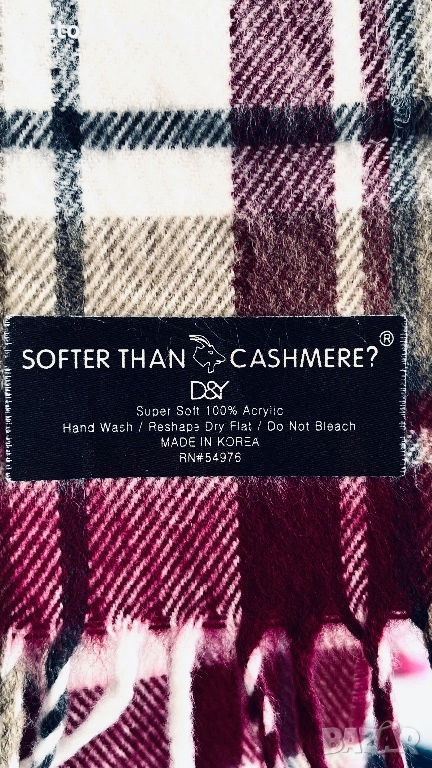 SOFTER THAN CASHMERE?®
D&Y
Super Soft 100% Acrylic
Hand Wash / Reshape Dry Flat / Do Not Bleach
MADE IN KOREA
RN#54976
BAZAR